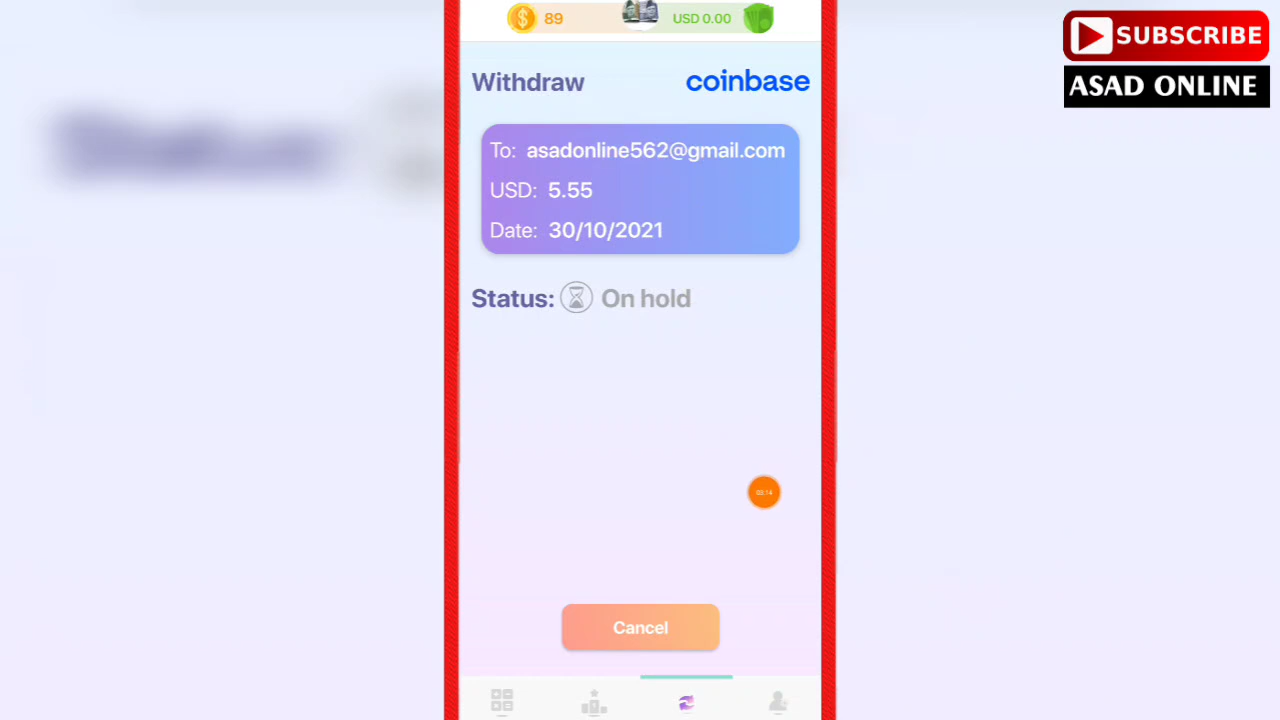 89
USD 0.00
SUBSCRIBE
ASAD ONLINE
Withdraw
coinbase
To: asadonline562@gmail.com
USD: 5.55
Date: 30/10/2021
Status: On hold
Cancel